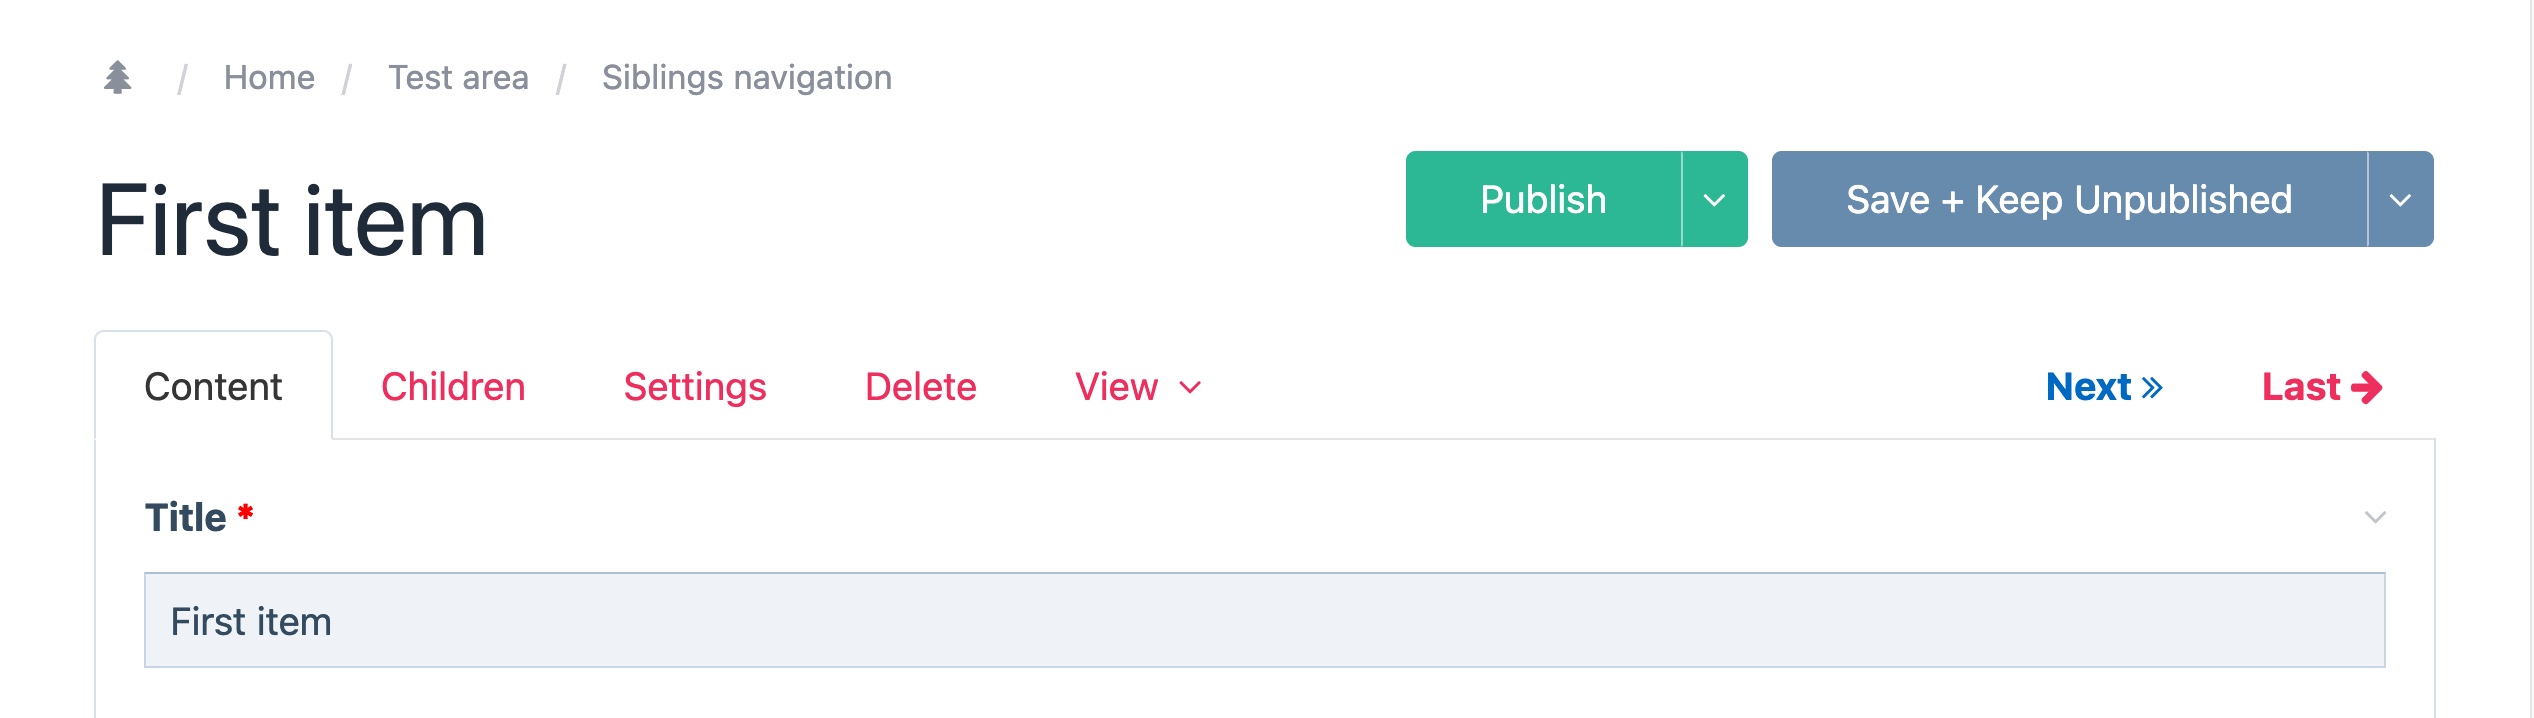 / Home / Test area / Siblings navigation
First item
Publish
Save + Keep Unpublished
Content Children Settings Delete View Next » Last →
Title *
First item